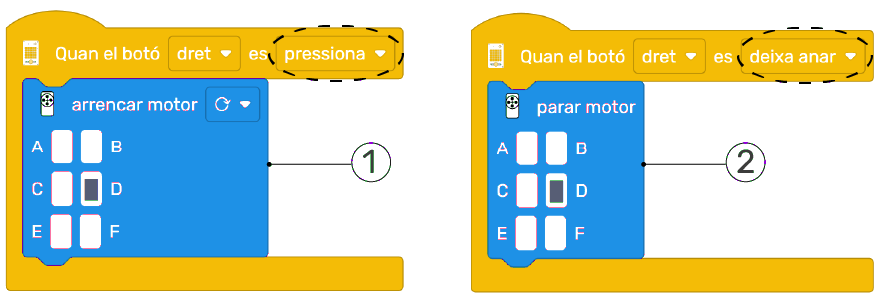 Quan el botó dret es pressiona
arrencar motor
A B
C D
E F
1
Quan el botó dret es deixa anar
parar motor
A B
C D
E F
2